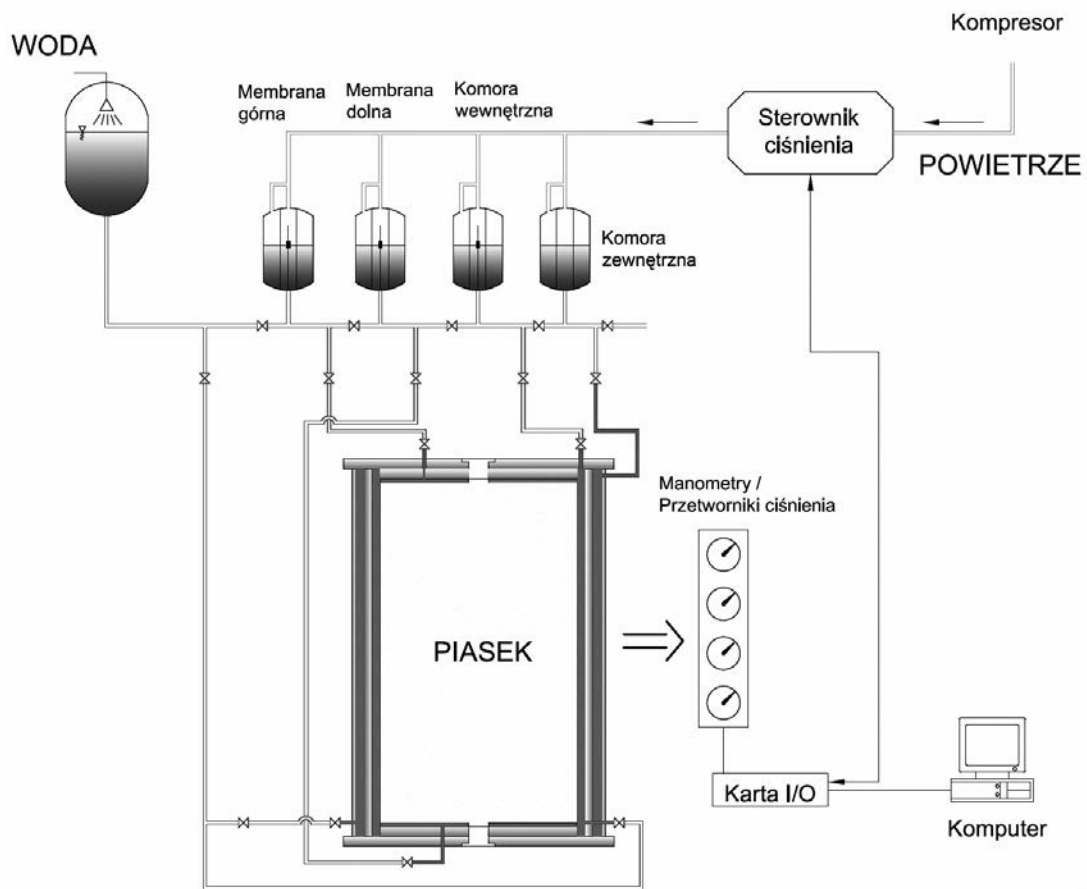 WODA
Kompresor
Membrana
górna
Membrana
dolna
Komora
wewnętrzna
Sterownik
ciśnienia
POWIETRZE
Komora
zewnętrzna
Manometry /
Przetworniki ciśnienia
PIASEK
Karta I/O
Komputer